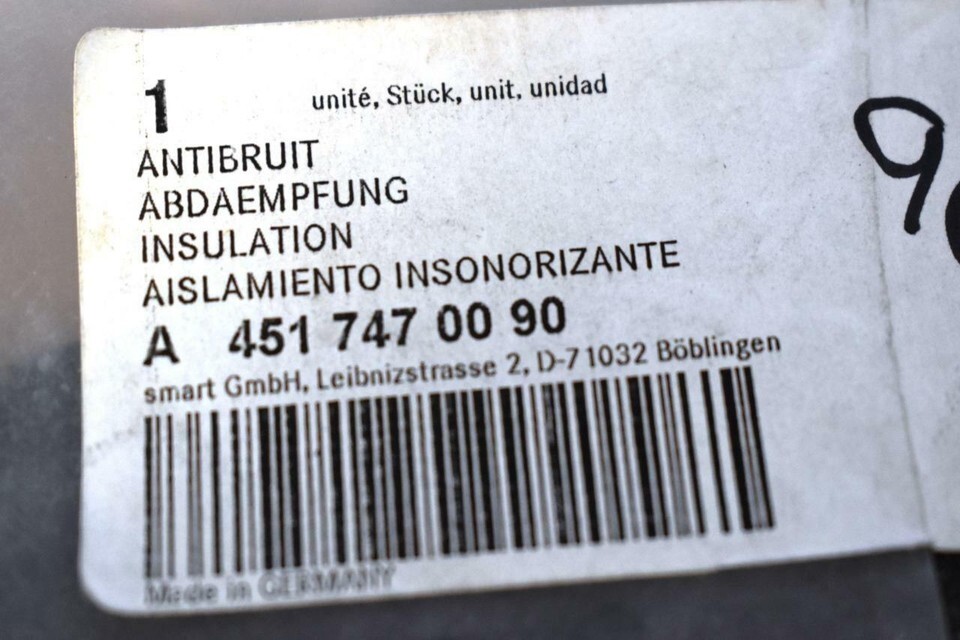 1 unité, Stück, unit, unidad
ANTIBRUIT
ABDAEMPFUNG
INSULATION
AISLAMIENTO INSONORIZANTE
A 451 747 00 90
smart GmbH, Leibnizstrasse 2, D-71032 Böblingen
Made in GERMANY
9